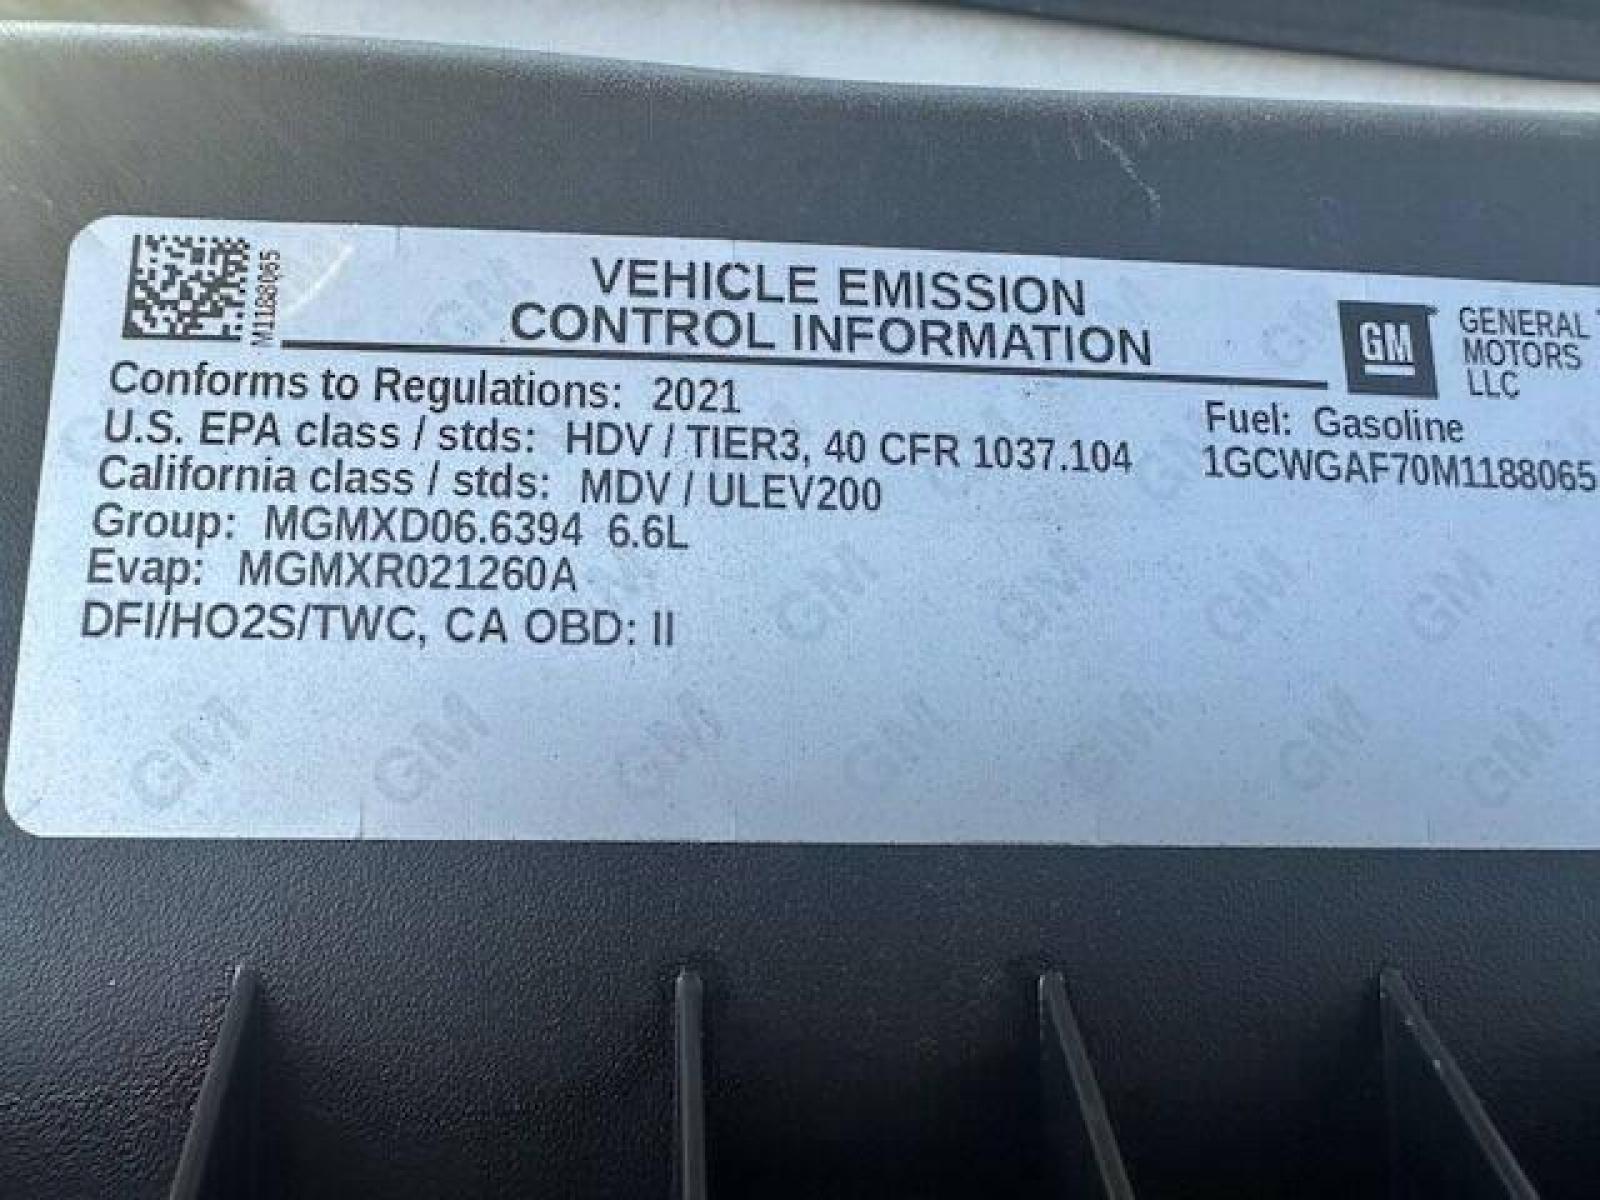 M1188065
VEHICLE EMISSION
CONTROL INFORMATION
GM
GENERAL
MOTORS
LLC
Conforms to Regulations: 2021
U.S. EPA class / stds: HDV / TIER3, 40 CFR 1037.104
California class / stds: MDV / ULEV200
Group: MGMXD06.6394 6.6L
Evap: MGMXR021260A
DFI/HO2S/TWC, CA OBD: II
Fuel: Gasoline
1GCWGAF70M1188065